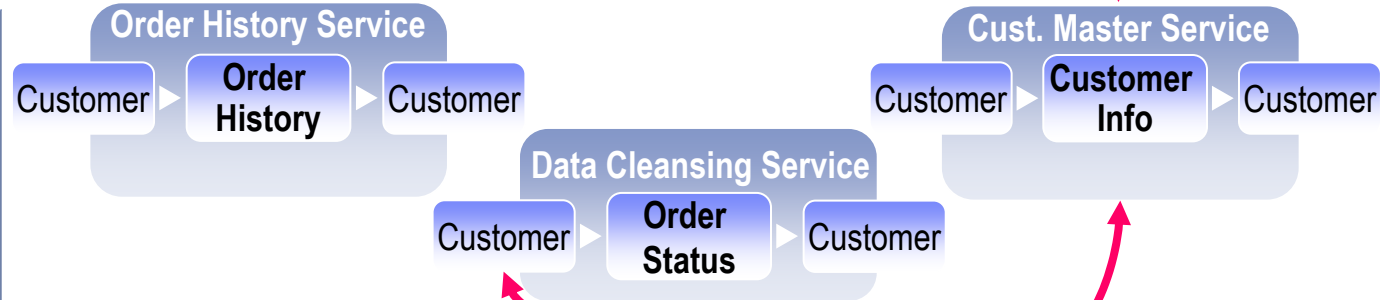 Order History Service
Customer
Order
History
Customer
Cust. Master Service
Customer
Customer
Info
Customer
Data Cleansing Service
Customer
Order
Status
Customer